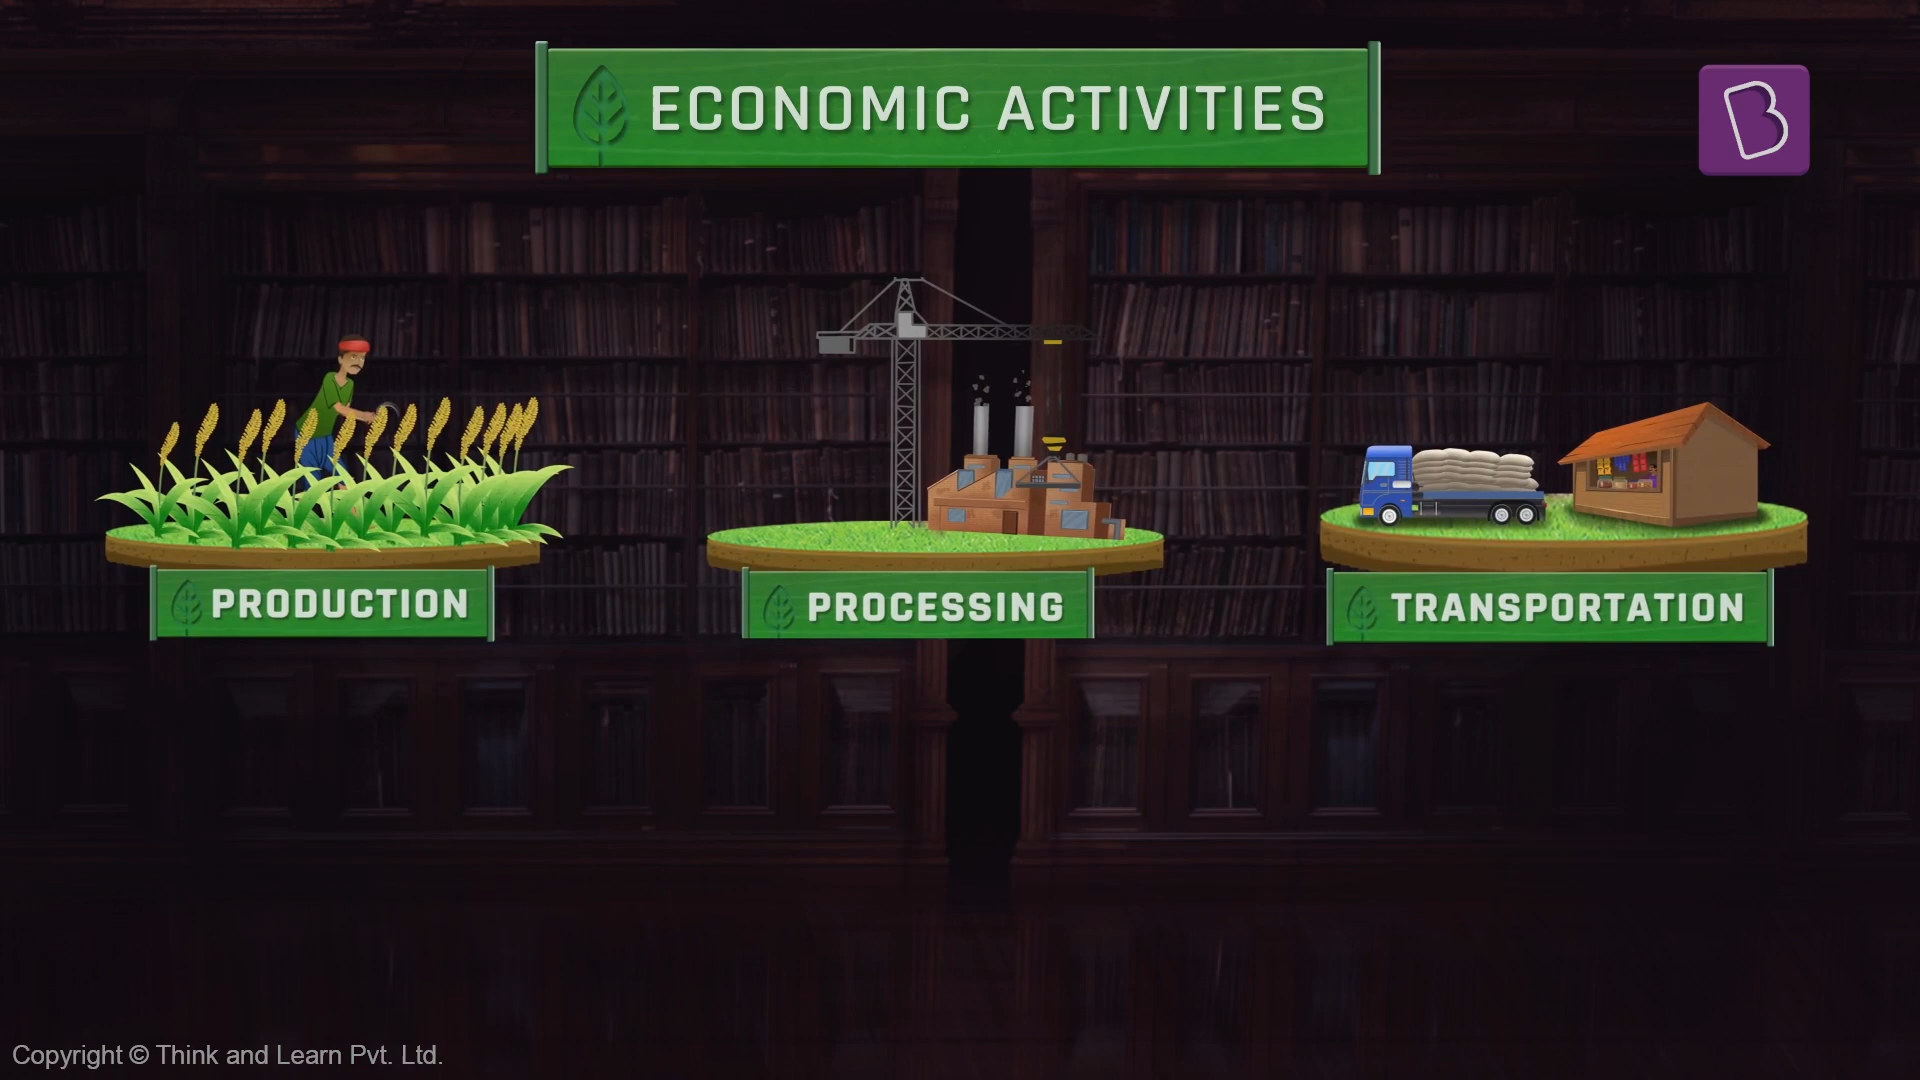 ECONOMIC ACTIVITIES
PRODUCTION
PROCESSING
TRANSPORTATION
Copyright © Think and Learn Pvt. Ltd.